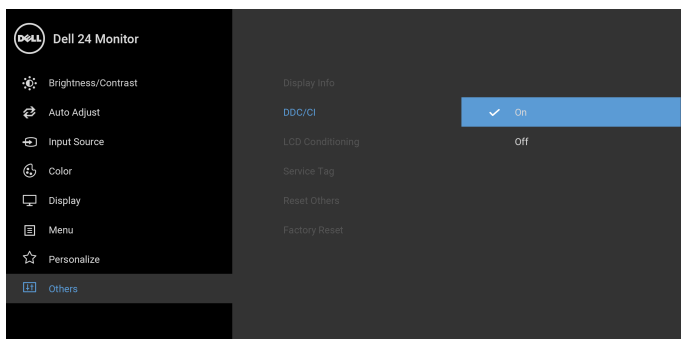 DELL Dell 24 Monitor
Brightness/Contrast
Auto Adjust
Input Source
Color
Display
Menu
Personalize
Others
Display Info
DDC/CI
LCD Conditioning
Service Tag
Reset Others
Factory Reset
On
Off